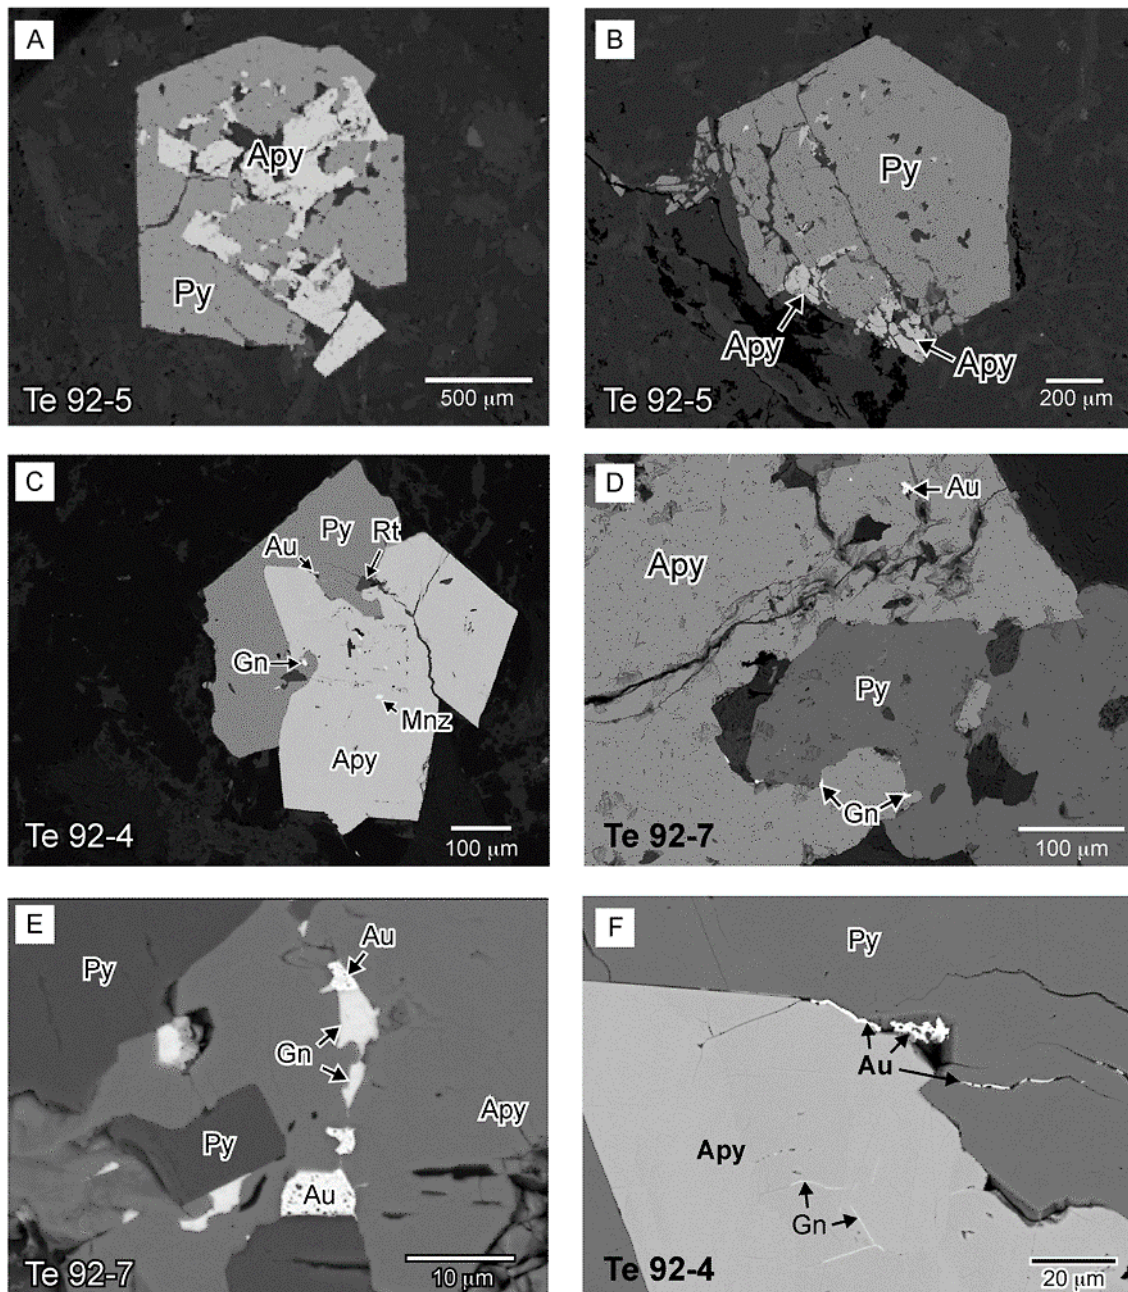 A
Apy
Py
Te 92-5
500 μm
B
Py
Apy
Apy
Te 92-5
200 μm
C
Py
Rt
Au
Gn
Mnz
Apy
Te 92-4
100 μm
D
Au
Apy
Py
Gn
Te 92-7
100 μm
E
Au
Py
Gn
Apy
Py
Au
Te 92-7
10 μm
F
Py
Au
Apy
Gn
Te 92-4
20 μm